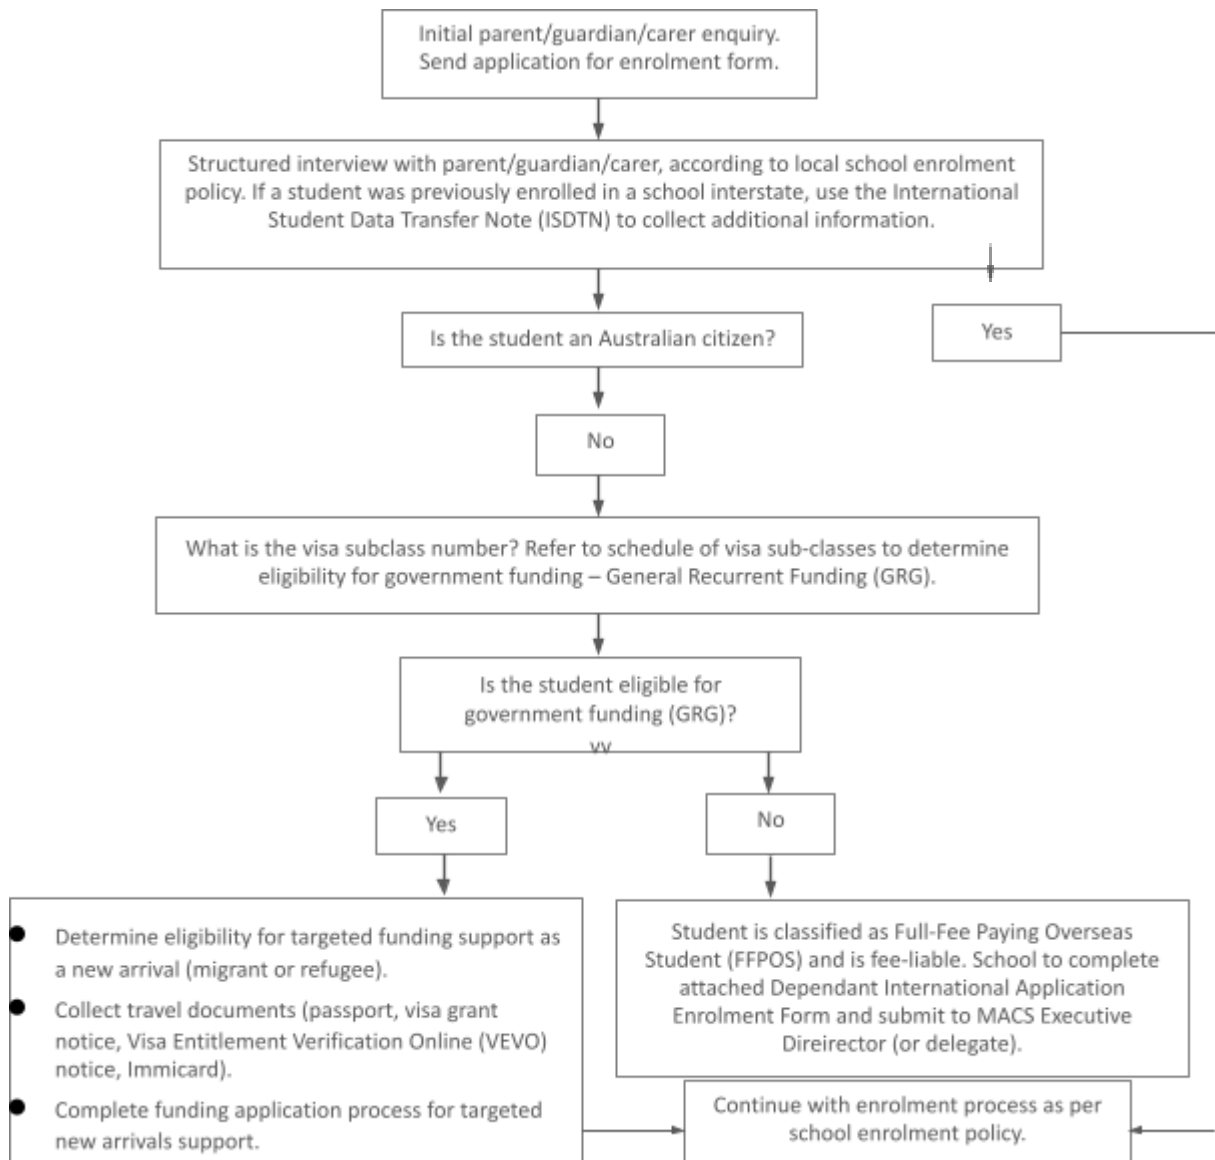 Initial parent/guardian/carer enquiry.
Send application for enrolment form.
Structured interview with parent/guardian/carer, according to local school enrolment
policy. If a student was previously enrolled in a school interstate, use the International
Student Data Transfer Note (ISDTN) to collect additional information.
Is the student an Australian citizen?
Yes
No
What is the visa subclass number? Refer to schedule of visa sub-classes to determine
eligibility for government funding – General Recurrent Funding (GRG).
Is the student eligible for
government funding (GRG)?
vv
Yes
No
● Determine eligibility for targeted funding support as
a new arrival (migrant or refugee).
● Collect travel documents (passport, visa grant
notice, Visa Entitlement Verification Online (VEVO)
notice, Immicard).
● Complete funding application process for targeted
new arrivals support.
Student is classified as Full-Fee Paying Overseas
Student (FFPOS) and is fee-liable. School to complete
attached Dependant International Application
Enrolment Form and submit to MACS Executive
Direirector (or delegate).
Continue with enrolment process as per
school enrolment policy.